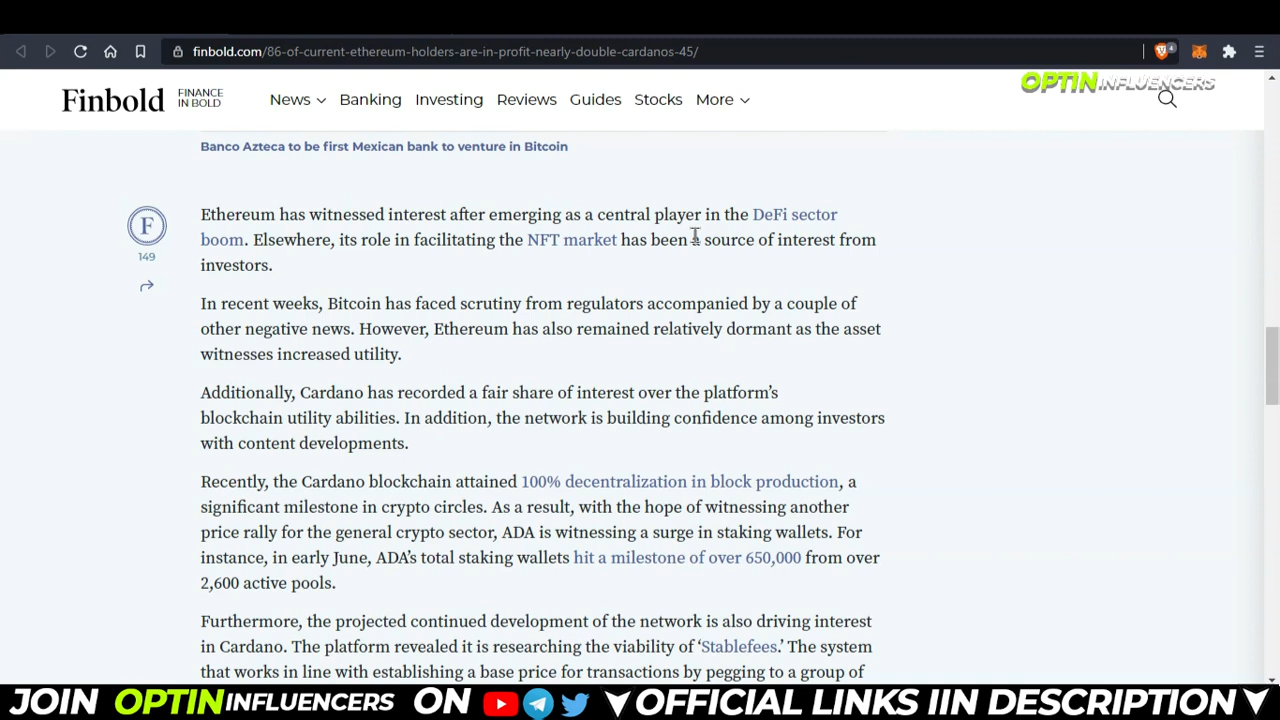 finbold.com/86-of-current-ethereum-holders-are-in-profit-nearly-double-cardanos-45/
4
OPTIN INFLUENCERS
Finbold FINANCE IN BOLD News Banking Investing Reviews Guides Stocks More
Banco Azteca to be first Mexican bank to venture in Bitcoin
F
149
Ethereum has witnessed interest after emerging as a central player in the DeFi sector
boom. Elsewhere, its role in facilitating the NFT market has been a source of interest from
investors.
In recent weeks, Bitcoin has faced scrutiny from regulators accompanied by a couple of
other negative news. However, Ethereum has also remained relatively dormant as the asset
witnesses increased utility.
Additionally, Cardano has recorded a fair share of interest over the platform's
blockchain utility abilities. In addition, the network is building confidence among investors
with content developments.
Recently, the Cardano blockchain attained 100% decentralization in block production, a
significant milestone in crypto circles. As a result, with the hope of witnessing another
price rally for the general crypto sector, ADA is witnessing a surge in staking wallets. For
instance, in early June, ADA's total staking wallets hit a milestone of over 650,000 from over
2,600 active pools.
Furthermore, the projected continued development of the network is also driving interest
in Cardano. The platform revealed it is researching the viability of ‘Stablefees.’ The system
that works in line with establishing a base price for transactions by pegging to a group of
JOIN OPTIN INFLUENCERS ON OFFICIAL LINKS IIN DESCRIPTION